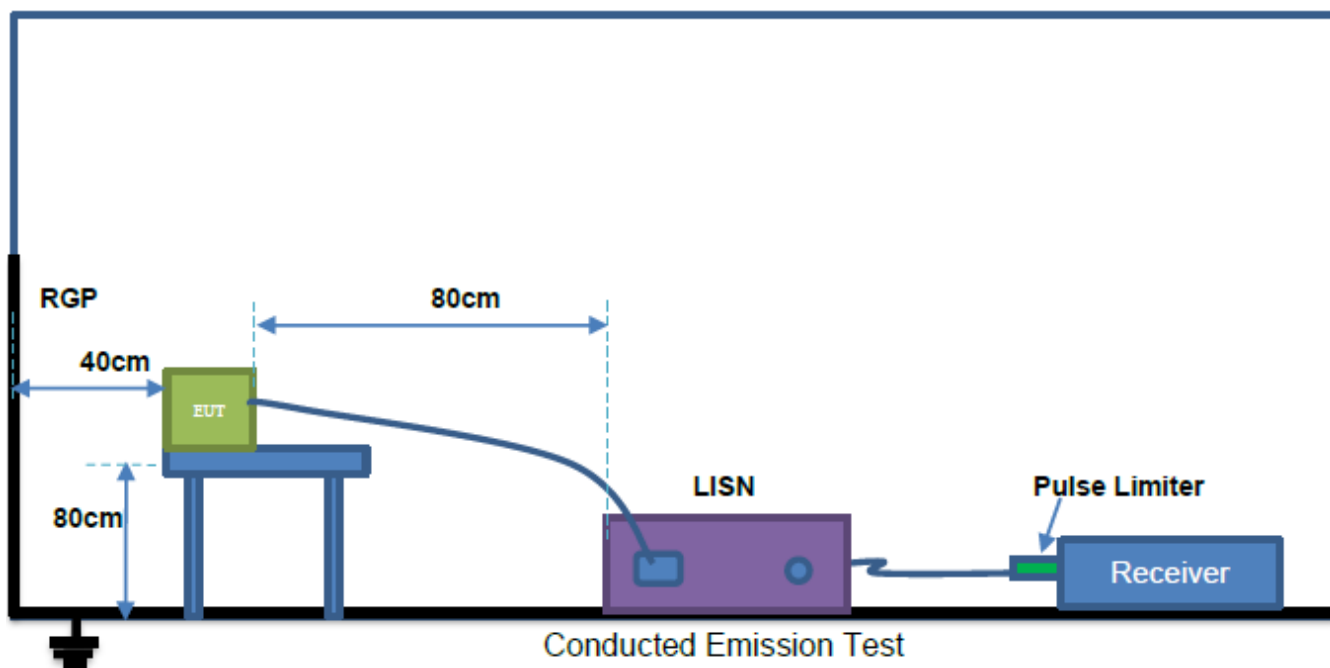 RGP
80cm
40cm
EUT
80cm
LISN
Pulse Limiter
Receiver
Conducted Emission Test